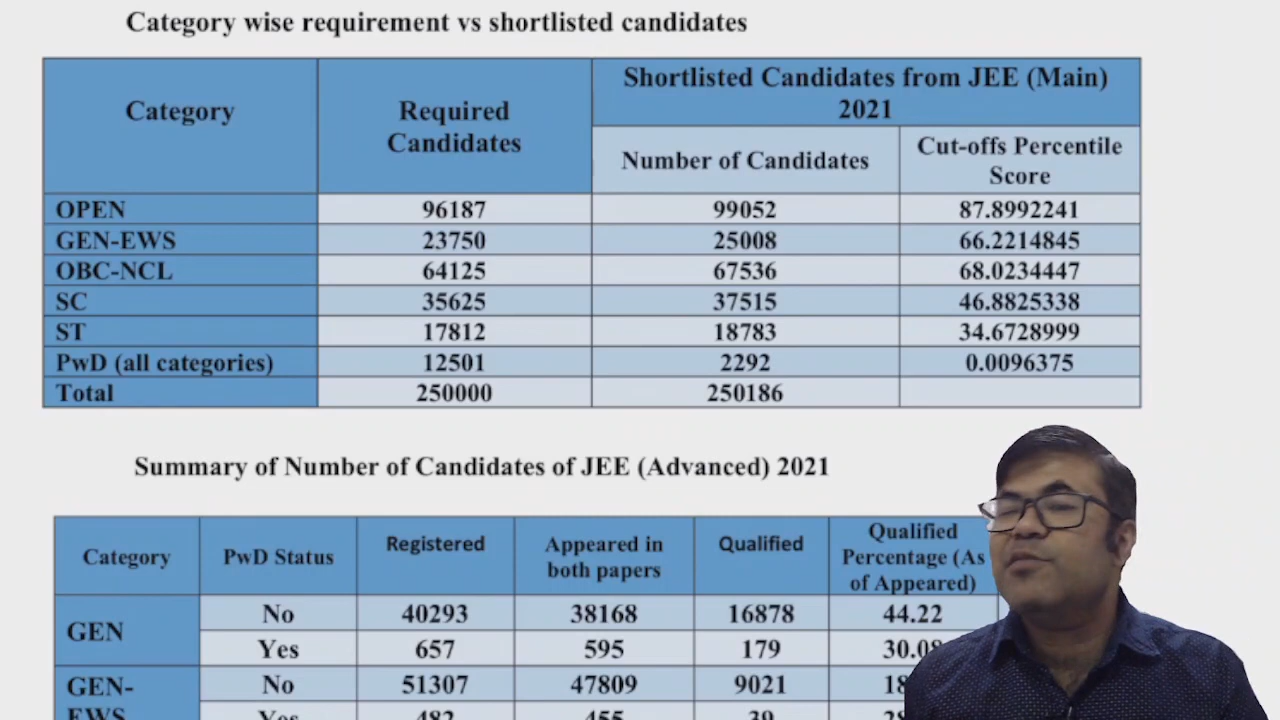 Category wise requirement vs shortlisted candidates
Category Required Candidates Shortlisted Candidates from JEE (Main) 2021
Number of Candidates Cut-offs Percentile Score
OPEN 96187 99052 87.8992241
GEN-EWS 23750 25008 66.2214845
OBC-NCL 64125 67536 68.0234447
SC 35625 37515 46.8825338
ST 17812 18783 34.6728999
PwD (all categories) 12501 2292 0.0096375
Total 250000 250186
Summary of Number of Candidates of JEE (Advanced) 2021
Category PwD Status Registered Appeared in both papers Qualified Qualified Percentage (As of Appeared)
GEN No 40293 38168 16878 44.22
Yes 657 595 179
GEN-EWS No 51307 47809 9021
Yes 482 455 39